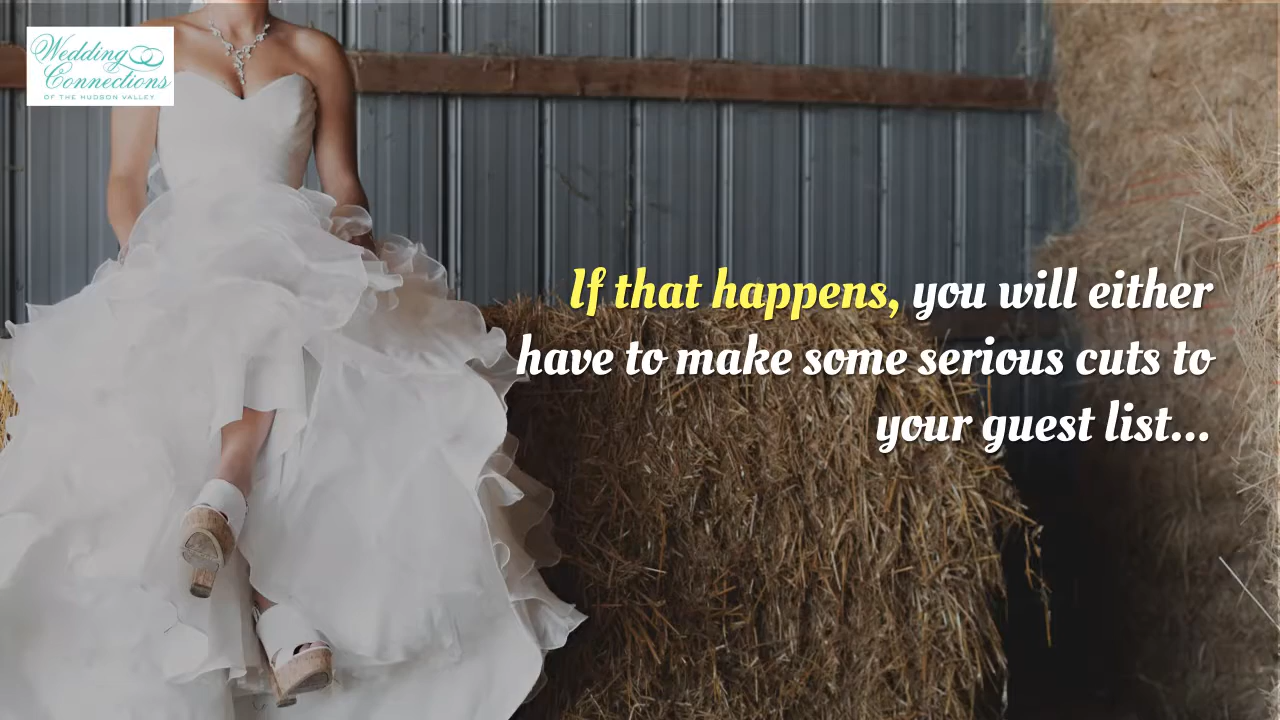 Wedding
Connections
OF THE HUDSON VALLEY
If that happens, you will either
have to make some serious cuts to
your guest list...